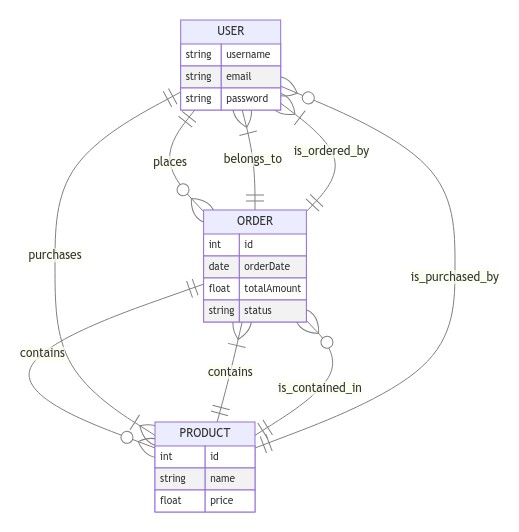 USER
string username
string email
string password
places
belongs_to
is_ordered_by
ORDER
int id
date orderDate
float totalAmount
string status
purchases
is_purchased_by
contains
contains
is_contained_in
PRODUCT
int id
string name
float price